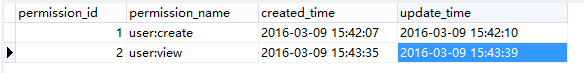 permission_id permission_name created_time update_time
1 user:create 2016-03-09 15:42:07 2016-03-09 15:42:10
2 user:view 2016-03-09 15:43:35 2016-03-09 15:43:39